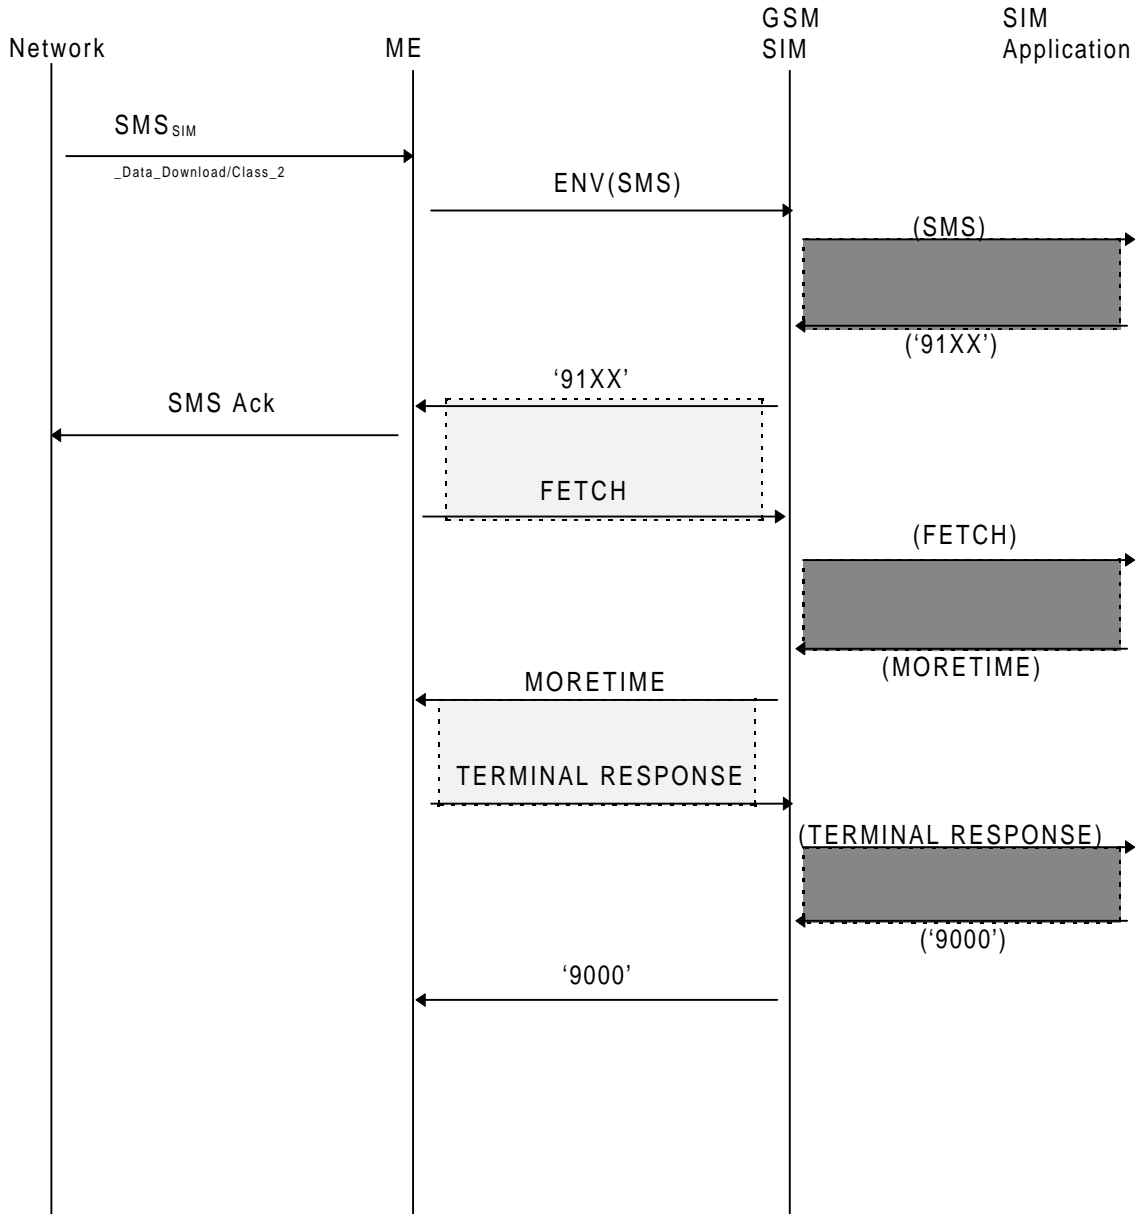 GSM SIM
Network ME SIM Application
SMS SIM
_Data_Download/Class_2
ENV(SMS)
(SMS)
(‘91XX’)
‘91XX’
SMS Ack
FETCH
(FETCH)
(MORETIME)
MORETIME
TERMINAL RESPONSE
(TERMINAL RESPONSE)
(‘9000’)
‘9000’